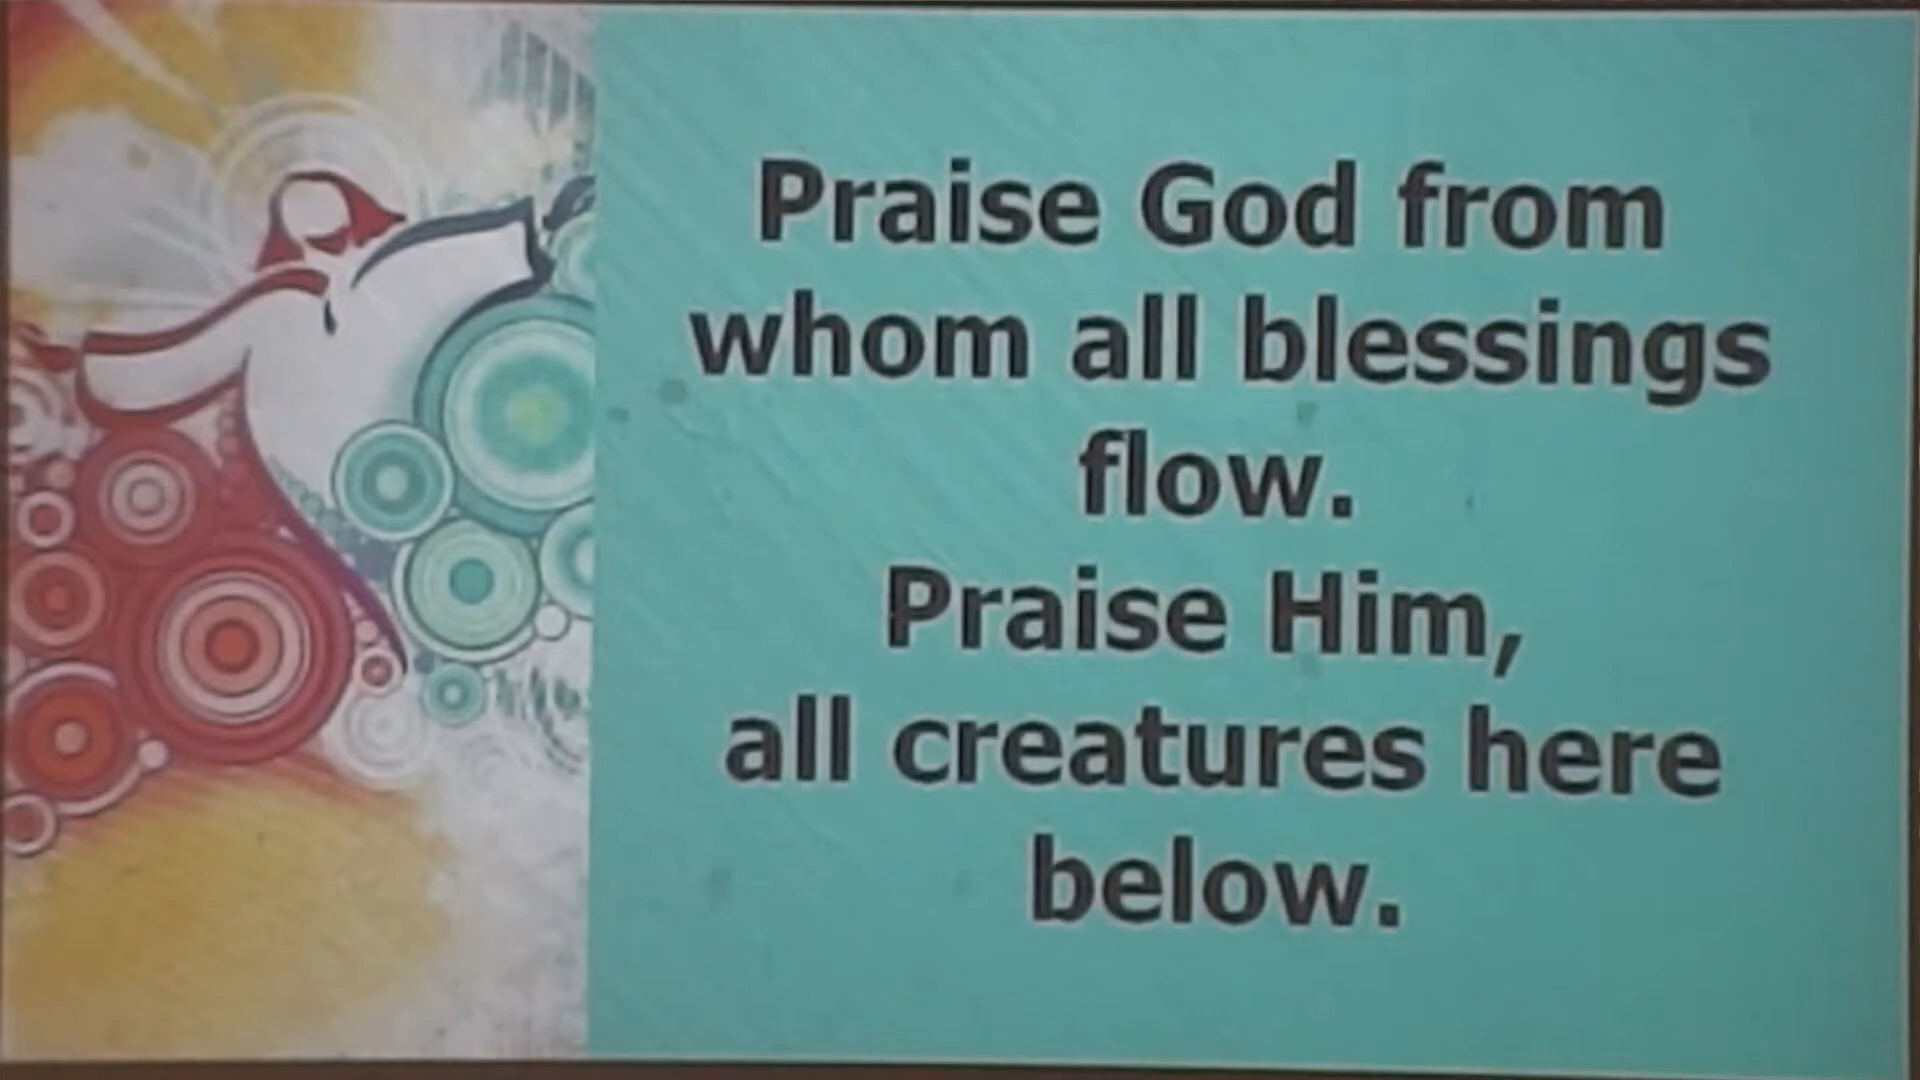 Praise God from
whom all blessings
flow.
Praise Him,
all creatures here
below.